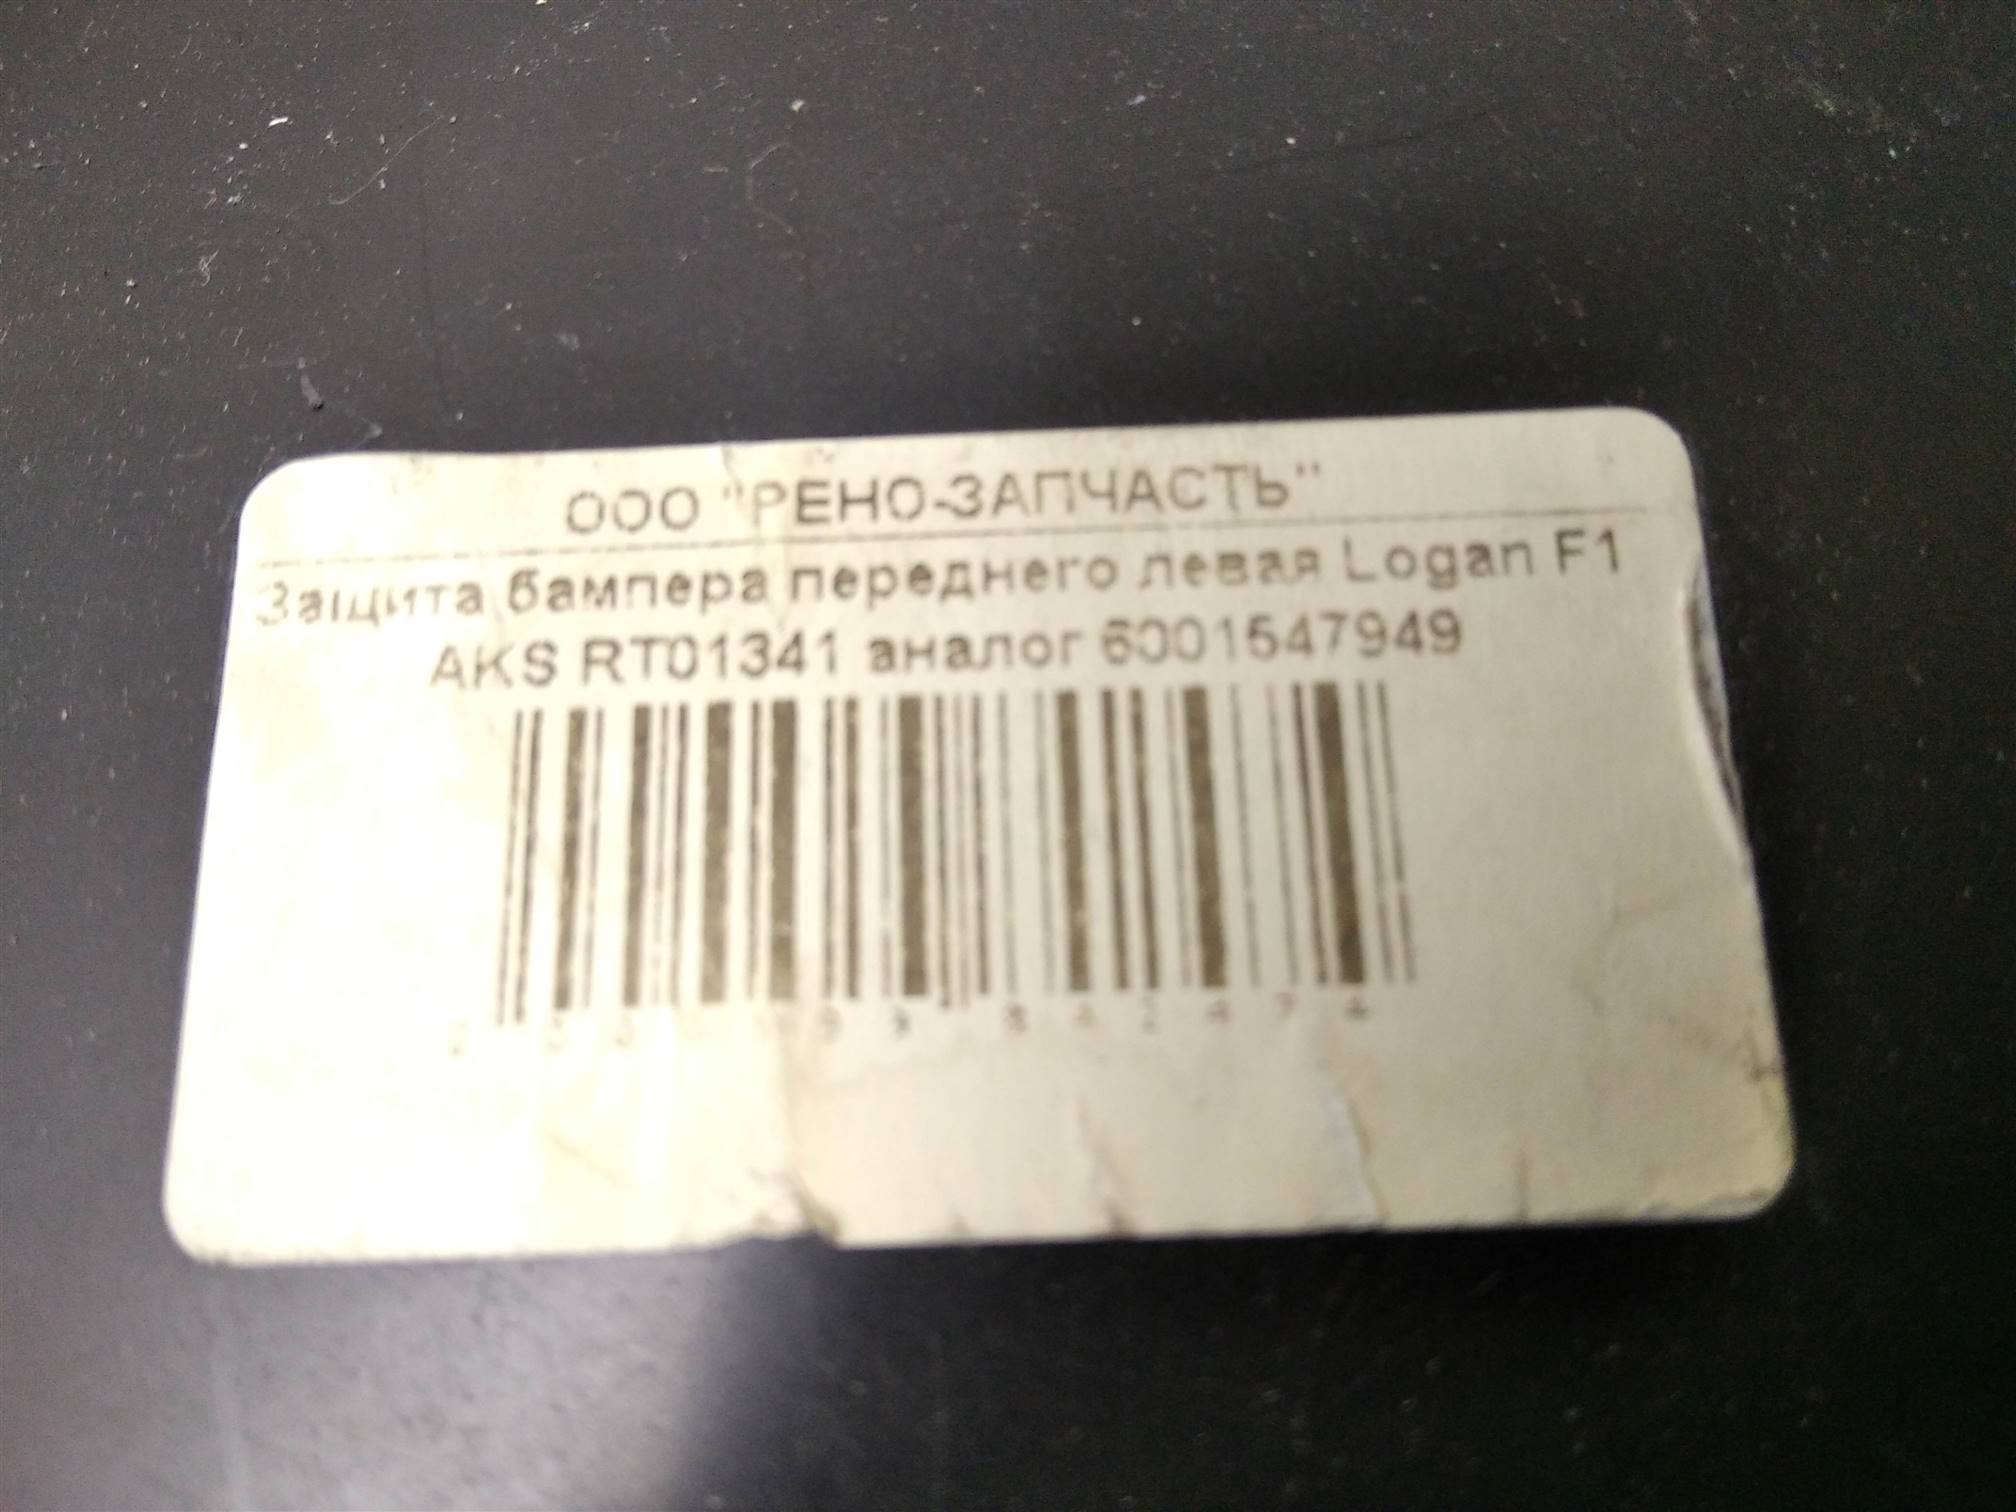 ООО "РЕНО-ЗАПЧАСТЬ"
Защита бампера переднего левая Logan F1
AKS RT01341 аналог 6001547949